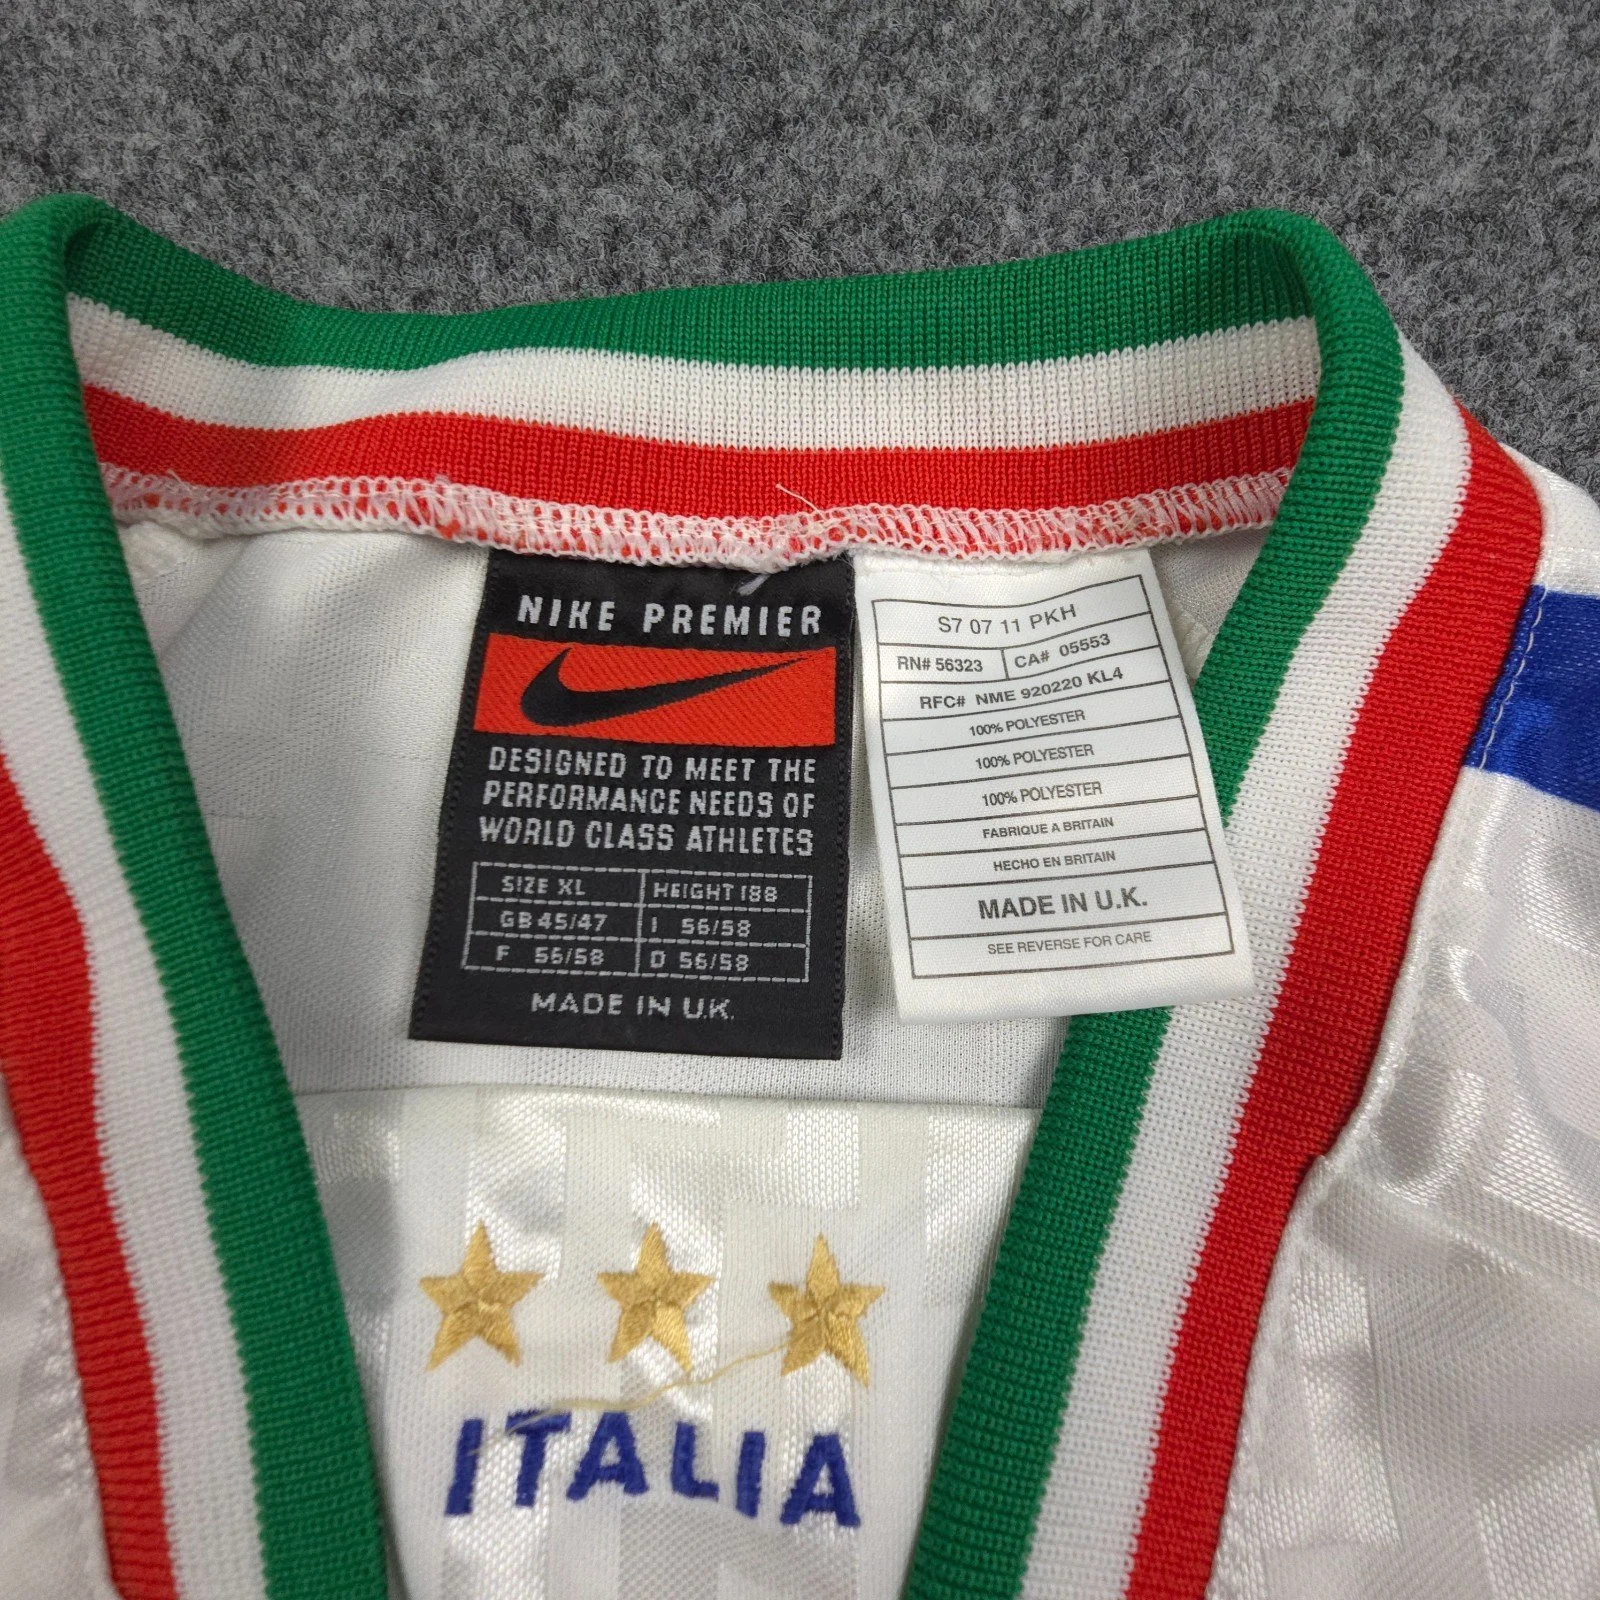 NIKE PREMIER
DESIGNED TO MEET THE
PERFORMANCE NEEDS OF
WORLD CLASS ATHLETES
SIZE XL HEIGHT 188
GB 45/47 I 56/58
F 56/58 D 56/58
MADE IN U.K.
S7 07 11 PKH
RN# 56323 CA# 05553
RFC# NME 920220 KL4
100% POLYESTER
100% POLYESTER
100% POLYESTER
FABRIQUE A BRITAIN
HECHO EN BRITAIN
MADE IN U.K.
SEE REVERSE FOR CARE
ITALIA